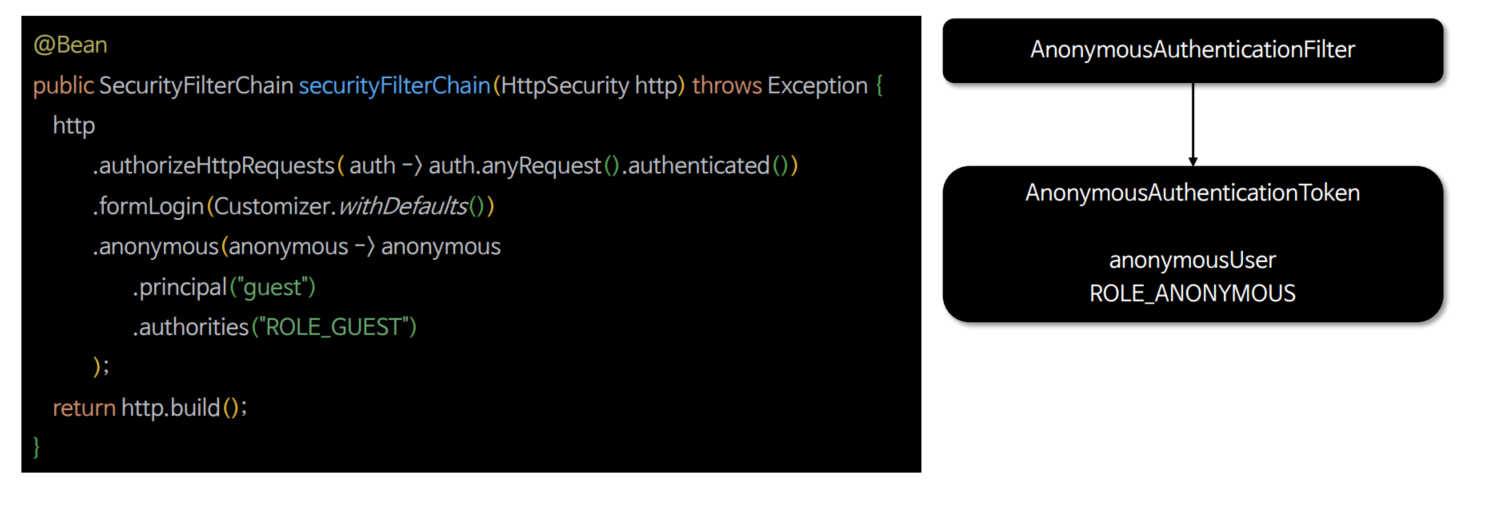 @Bean
public SecurityFilterChain securityFilterChain(HttpSecurity http) throws Exception {
http
.authorizeHttpRequests( auth -> auth.anyRequest().authenticated())
.formLogin(Customizer.withDefaults())
.anonymous(anonymous -> anonymous
.principal("guest")
.authorities("ROLE_GUEST")
);
return http.build();
}
AnonymousAuthenticationFilter
AnonymousAuthenticationToken
anonymousUser
ROLE_ANONYMOUS